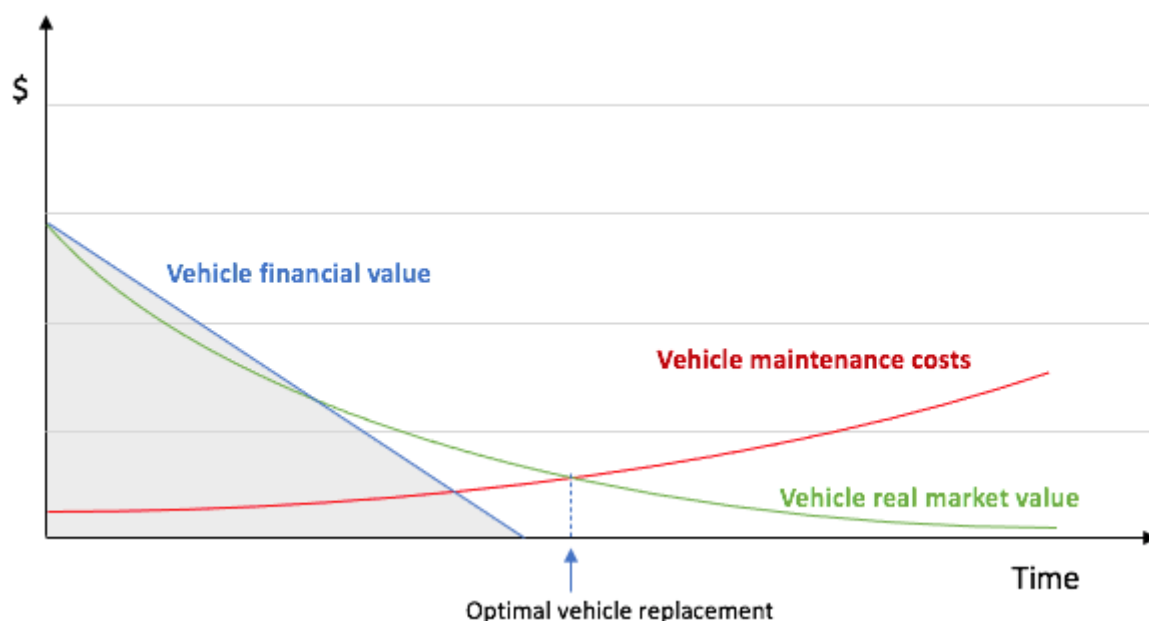 $
Vehicle financial value
Vehicle maintenance costs
Vehicle real market value
Time
Optimal vehicle replacement